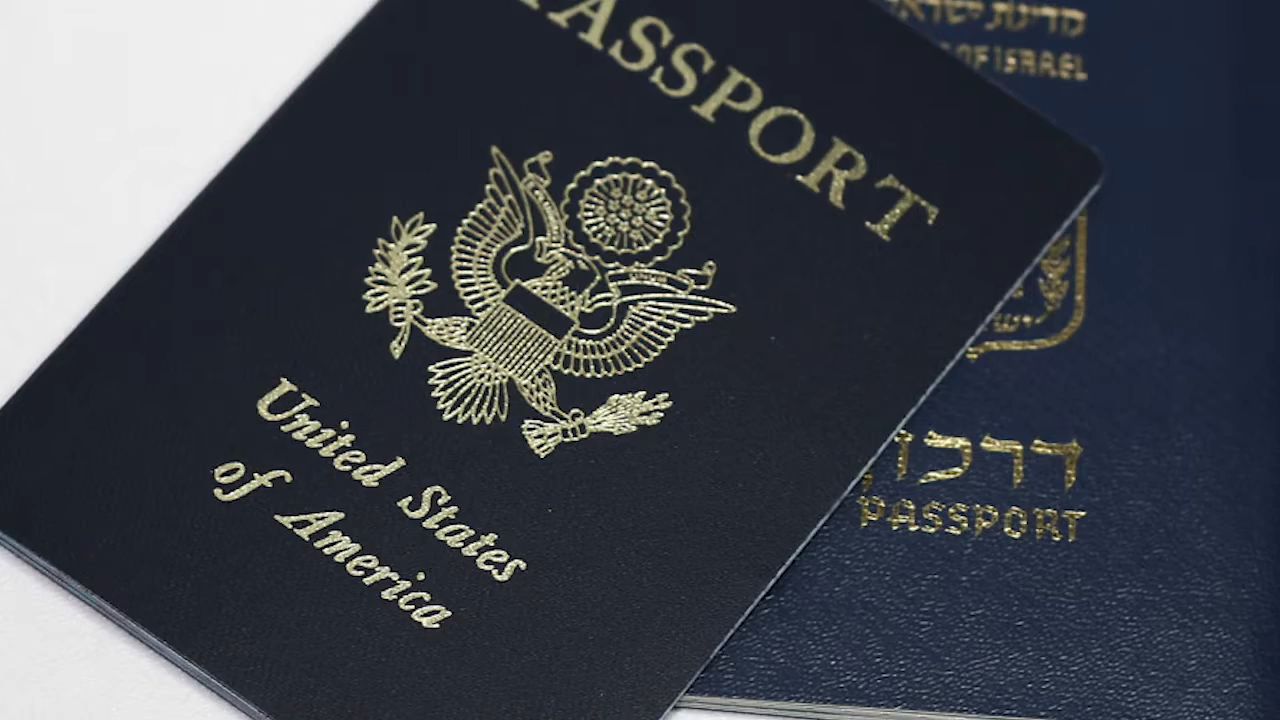 PASSPORT
United States
of America
מדינת ישראל
OF ISRAEL
דרכון
PASSPORT